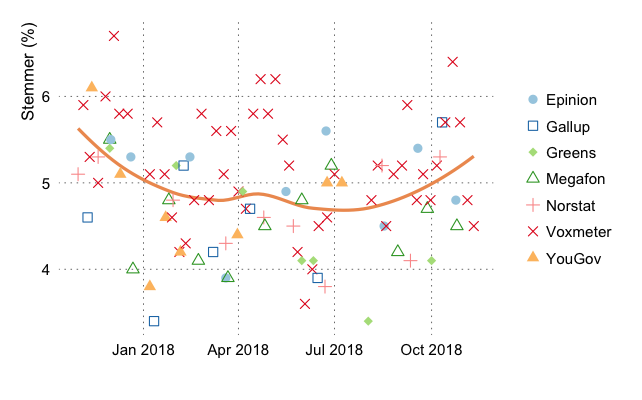 Stemmer (%)
6
5
4
Jan 2018
Apr 2018
Jul 2018
Oct 2018
Epinion
Gallup
Greens
Megafon
Norstat
Voxmeter
YouGov